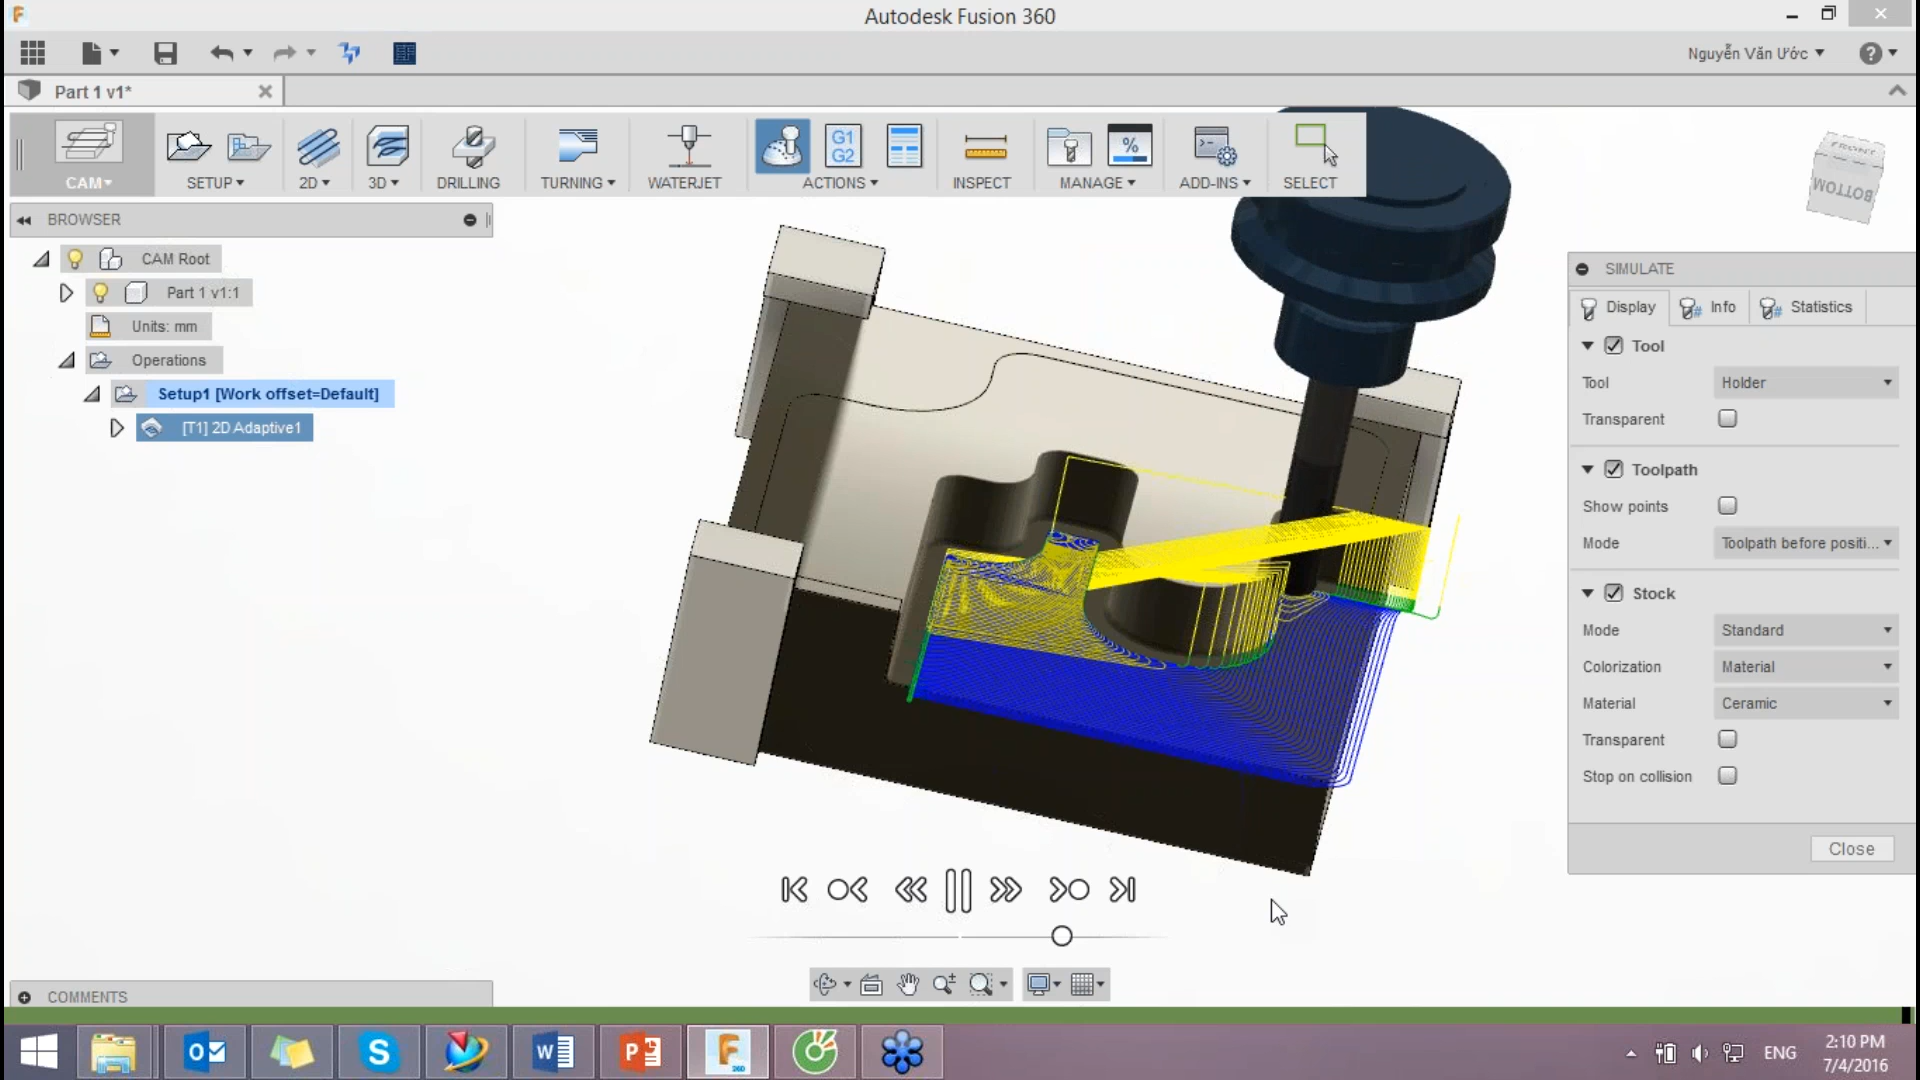 Autodesk Fusion 360
Nguyễn Văn Ước
Part 1 v1*
CAM
SETUP
2D
3D
DRILLING
TURNING
WATERJET
G1
G2
ACTIONS
INSPECT
%
MANAGE
ADD-INS
SELECT
FRONT
BOTTOM
BROWSER
CAM Root
Part 1 v1:1
Units: mm
Operations
Setup1 [Work offset=Default]
[T1] 2D Adaptive1
SIMULATE
Display
Info
Statistics
Tool
Tool
Holder
Transparent
Toolpath
Show points
Mode
Toolpath before positi...
Stock
Mode
Standard
Colorization
Material
Material
Ceramic
Transparent
Stop on collision
Close
COMMENTS
ENG
2:10 PM
7/4/2016